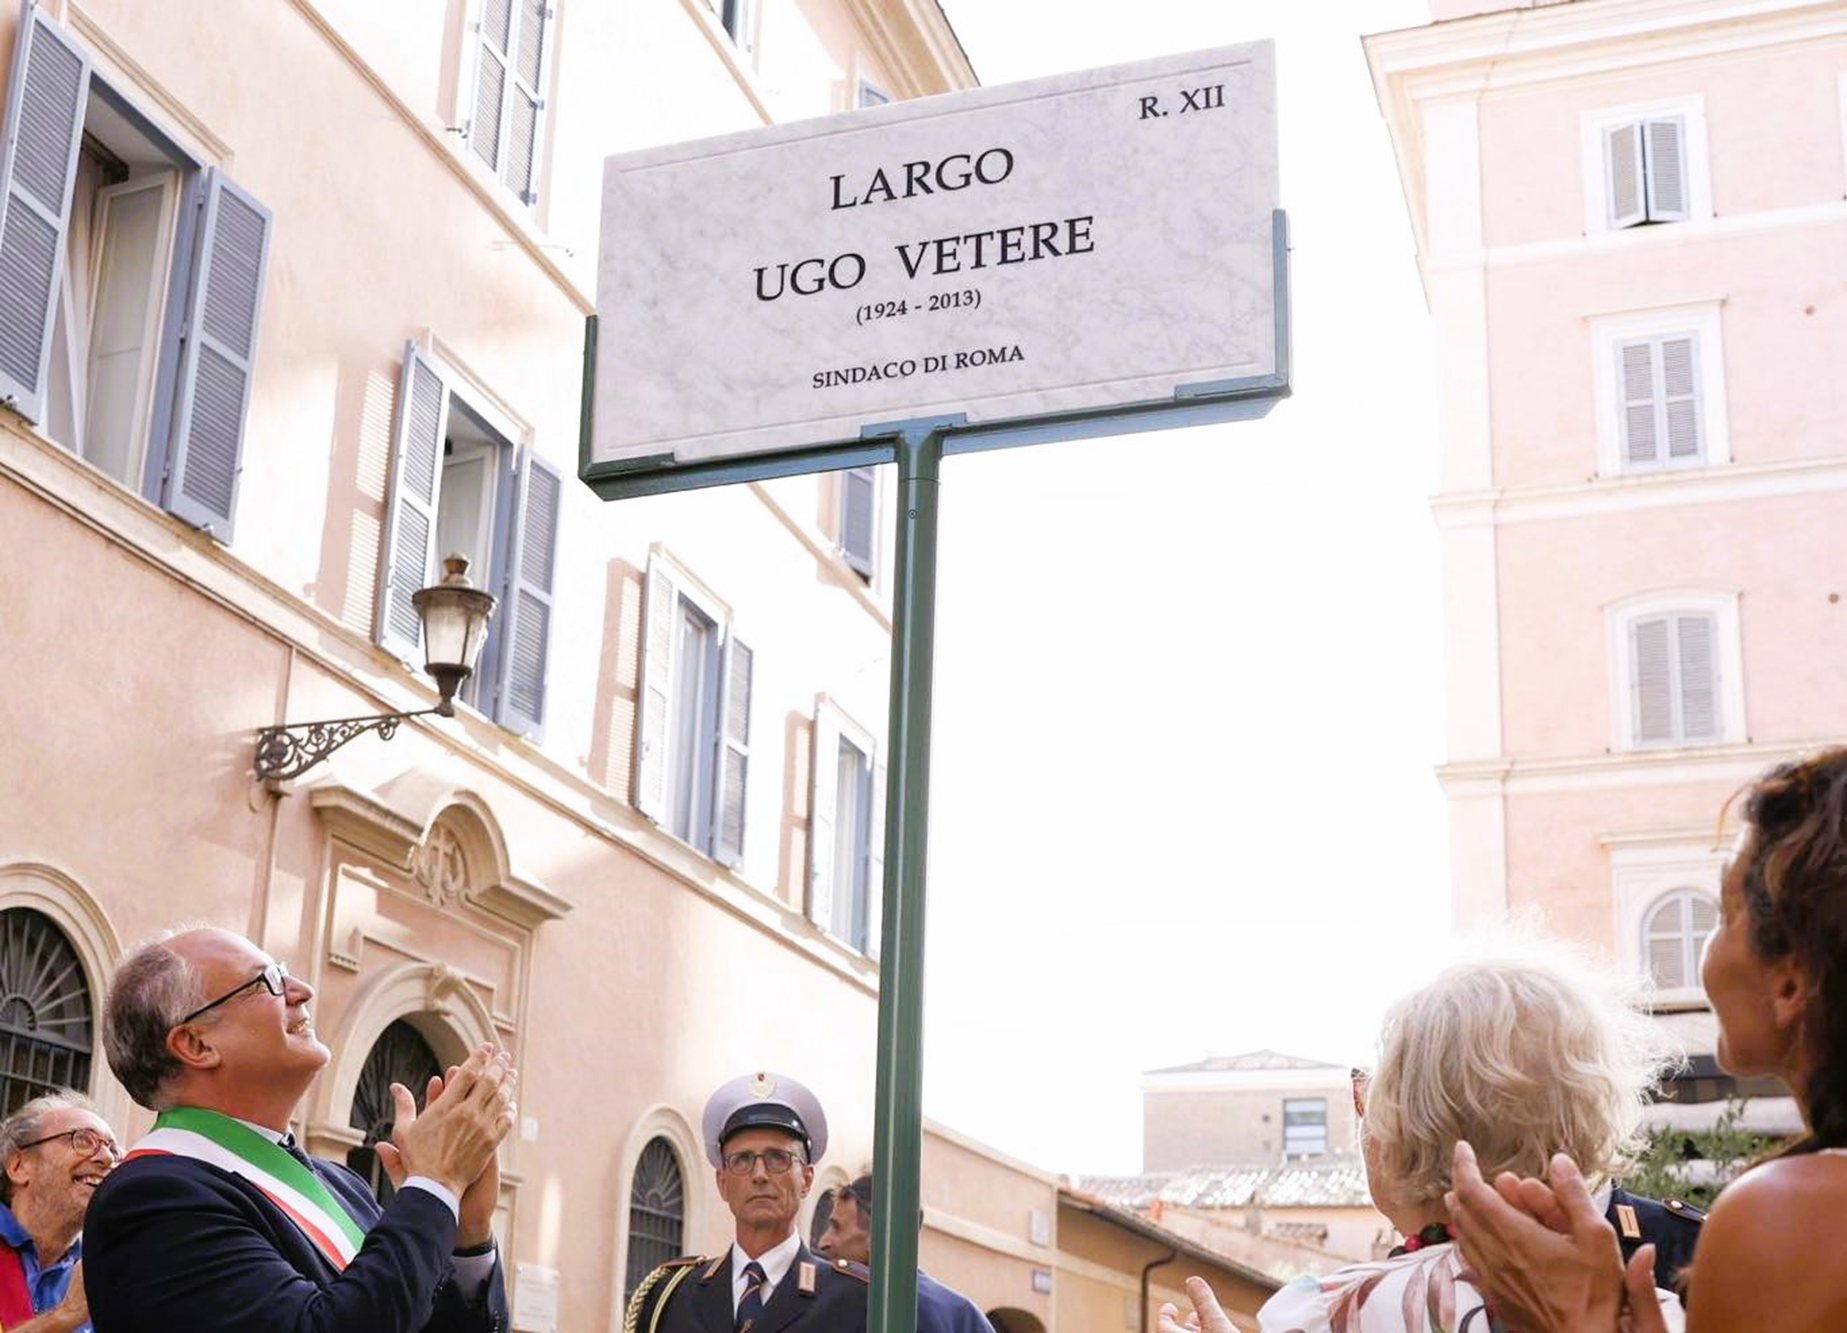 R. XII
LARGO
UGO VETERE
(1924 - 2013)
SINDACO DI ROMA